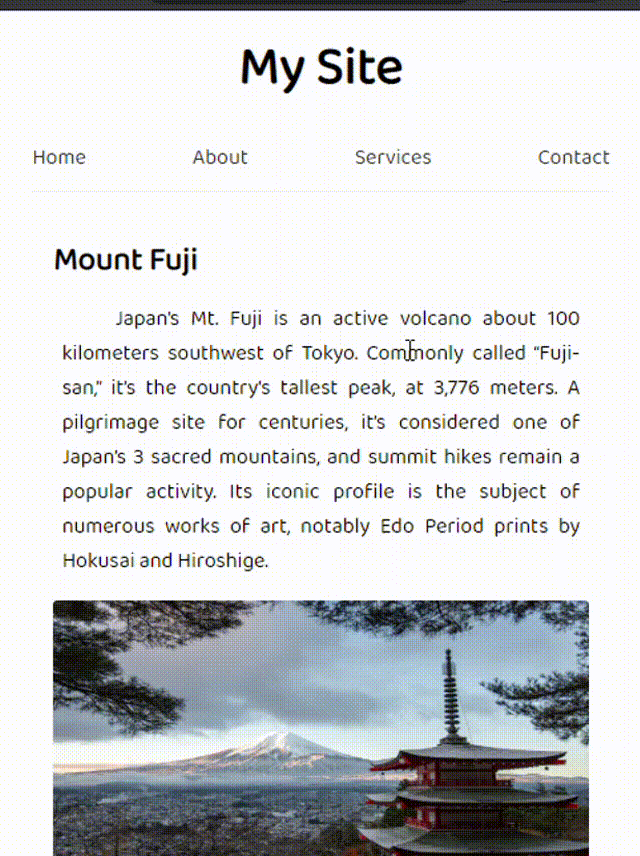 My Site
Home About Services Contact
Mount Fuji
Japan's Mt. Fuji is an active volcano about 100
kilometers southwest of Tokyo. Commonly called “Fuji-
san,” it's the country's tallest peak, at 3,776 meters. A
pilgrimage site for centuries, it's considered one of
Japan's 3 sacred mountains, and summit hikes remain a
popular activity. Its iconic profile is the subject of
numerous works of art, notably Edo Period prints by
Hokusai and Hiroshige.